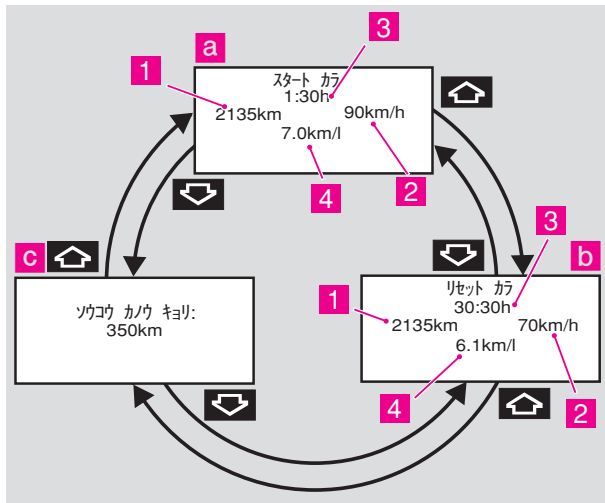 3
a
1
スタート カラ
1:30h
2135km
90km/h
7.0km/l
4
2
3
c
b
リセット カラ
30:30h
1
2135km
70km/h
6.1km/l
ソウコウ カノウ キョリ:
350km
4
2